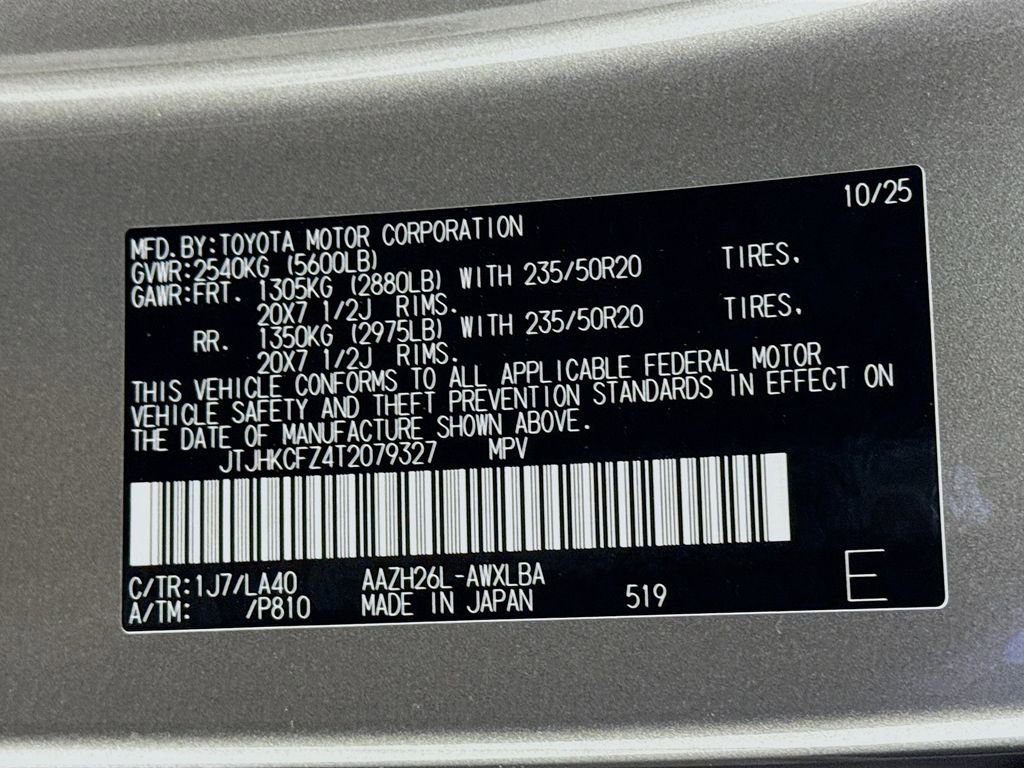 10/25
MFD.BY:TOYOTA MOTOR CORPORATION
GVWR:2540KG (5600LB)
GAWR:FRT. 1305KG (2880LB) WITH 235/50R20 TIRES.
20X7 1/2J RIMS.
RR. 1350KG (2975LB) WITH 235/50R20 TIRES.
20X7 1/2J RIMS.
THIS VEHICLE CONFORMS TO ALL APPLICABLE FEDERAL MOTOR
VEHICLE SAFETY AND THEFT PREVENTION STANDARDS IN EFFECT ON
THE DATE OF MANUFACTURE SHOWN ABOVE.
JTJHKCFZ4T2079327 MPV
C/TR:1J7/LA40 AAZH26L-AWXLBA
A/TM: /P810 MADE IN JAPAN 519 E